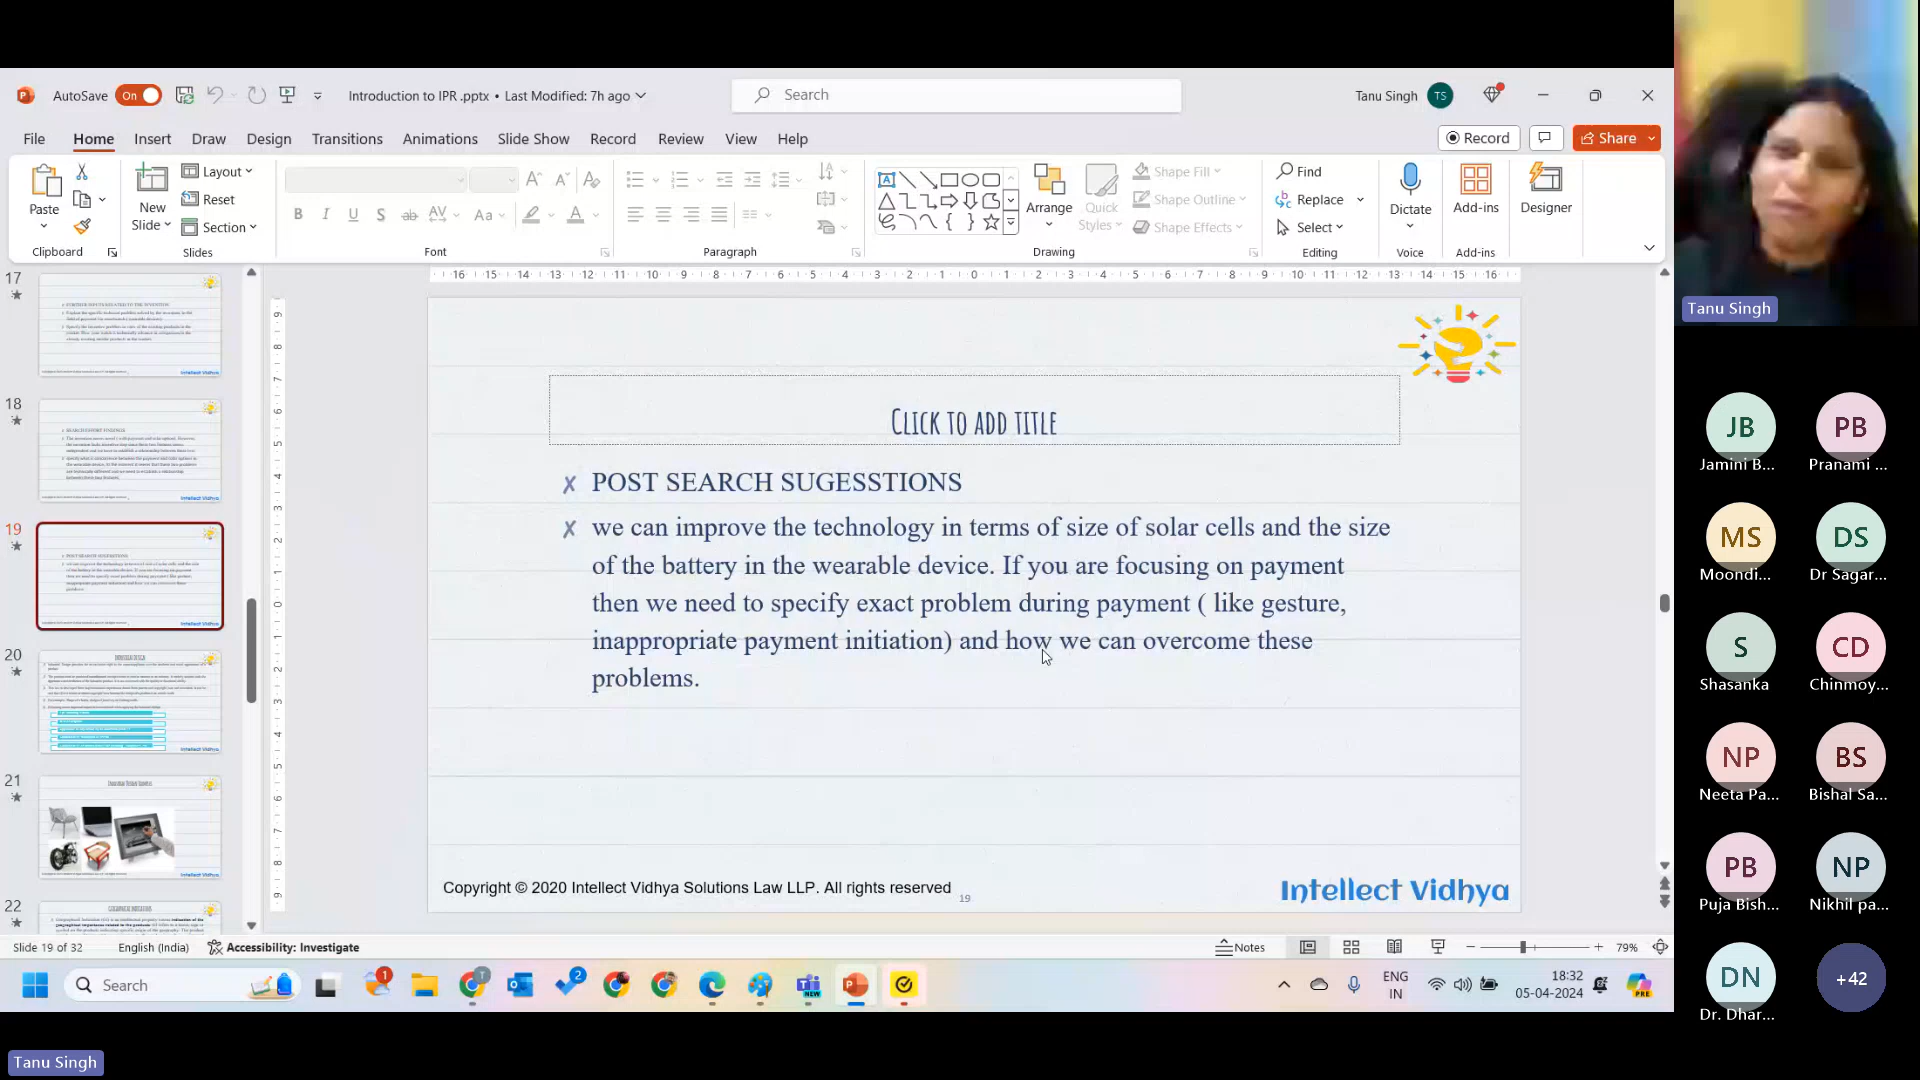 AutoSave On Introduction to IPR .pptx • Last Modified: 7h ago Search Tanu Singh TS
File Home Insert Draw Design Transitions Animations Slide Show Record Review View Help Record Share
Paste New Slide Layout Reset Section Arrange Quick Styles Shape Fill Shape Outline Shape Effects Find Replace Select Dictate Add-ins Designer
Clipboard Slides Font Paragraph Drawing Editing Voice Add-ins
17
18
19
20
21
22
Click to add title
POST SEARCH SUGESSTIONS
we can improve the technology in terms of size of solar cells and the size
of the battery in the wearable device. If you are focusing on payment
then we need to specify exact problem during payment ( like gesture,
inappropriate payment initiation) and how we can overcome these
problems.
Copyright © 2020 Intellect Vidhya Solutions Law LLP. All rights reserved
19
Intellect Vidhya
Slide 19 of 32 English (India) Accessibility: Investigate Notes 79%
Search ENG IN 18:32 05-04-2024
Tanu Singh
JB PB
Jamini B... Pranami ...
MS DS
Moondi... Dr Sagar...
S CD
Shasanka Chinmoy...
NP BS
Neeta Pa... Bishal Sa...
PB NP
Puja Bish... Nikhil pa...
DN +42
Dr. Dhar...
Tanu Singh